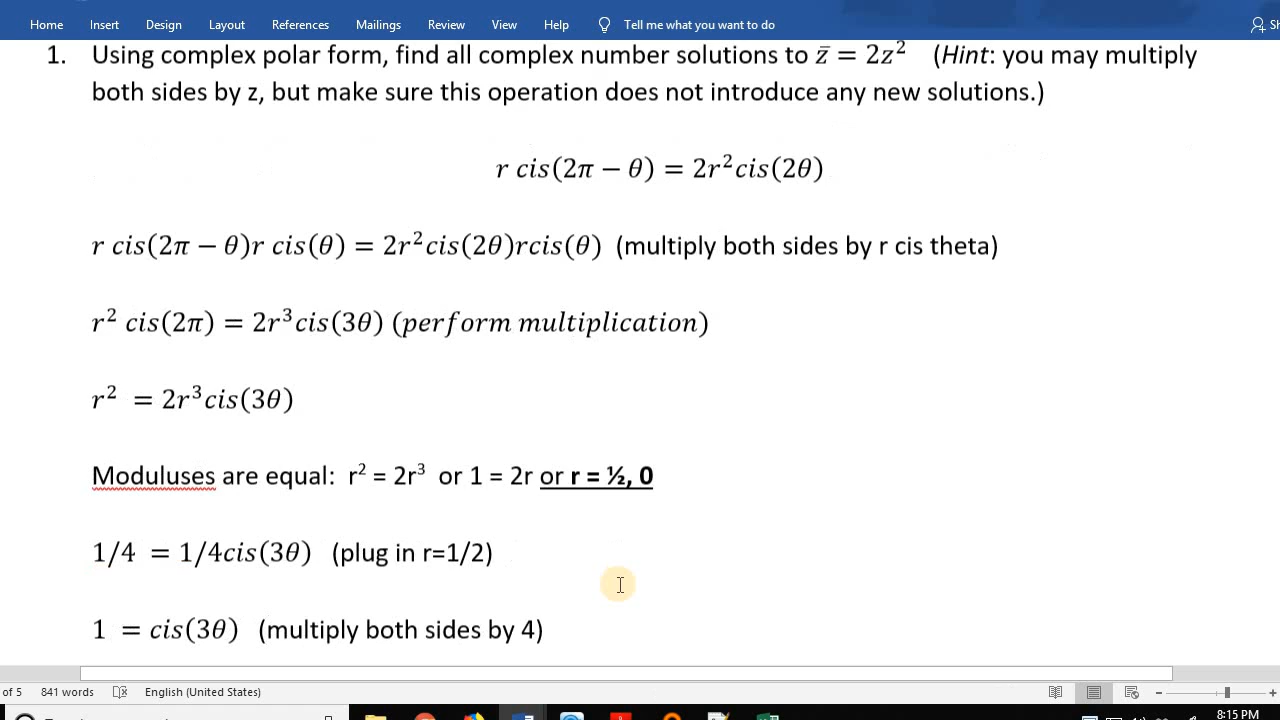 Home Insert Design Layout References Mailings Review View Help Tell me what you want to do Sh
1. Using complex polar form, find all complex number solutions to z̄ = 2z² (Hint: you may multiply
both sides by z, but make sure this operation does not introduce any new solutions.)
r cis(2π − θ) = 2r²cis(2θ)
r cis(2π − θ)r cis(θ) = 2r²cis(2θ)rcis(θ) (multiply both sides by r cis theta)
r² cis(2π) = 2r³cis(3θ) (perform multiplication)
r² = 2r³cis(3θ)
Moduluses are equal: r² = 2r³ or 1 = 2r or r = ½, 0
1/4 = 1/4cis(3θ) (plug in r=1/2)
1 = cis(3θ) (multiply both sides by 4)
of 5 841 words English (United States)
8:15 PM